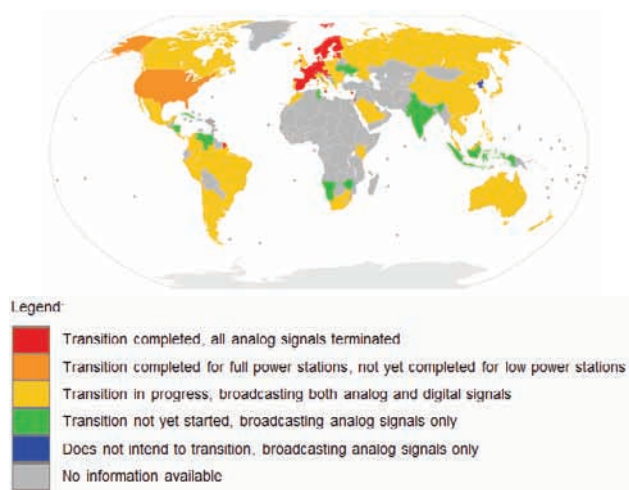 Legend:
Transition completed, all analog signals terminated
Transition completed for full power stations, not yet completed for low power stations
Transition in progress, broadcasting both analog and digital signals
Transition not yet started, broadcasting analog signals only
Does not intend to transition, broadcasting analog signals only
No information available